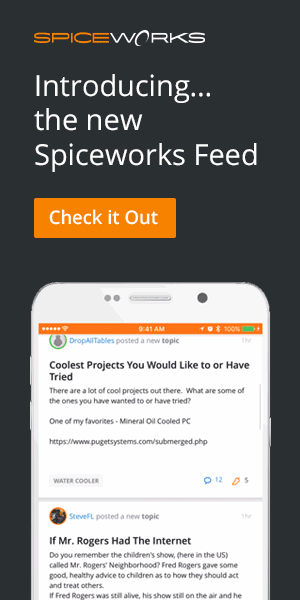 SPICEWORKS
Introducing...
the new
Spiceworks Feed
Check it Out
9:41 AM
100%
DropAllTables posted a new topic
1hr
Coolest Projects You Would Like to or Have
Tried
There are a lot of cool projects out there.  What are some of
the ones you have wanted to or have tried?
One of my favorites - Mineral Oil Cooled PC
https://www.pugetsystems.com/submerged.php
WATER COOLER
12
5
SteveFL posted a new topic
1hr
If Mr. Rogers Had The Internet
Do you remember the children's show, (here in the US)
called Mr. Rogers' Neighborhood? Fred Rogers gave some
good, healthy advice to children as to how they should act
and treat others.
If Fred Rogers was still alive, his show still on the air and he